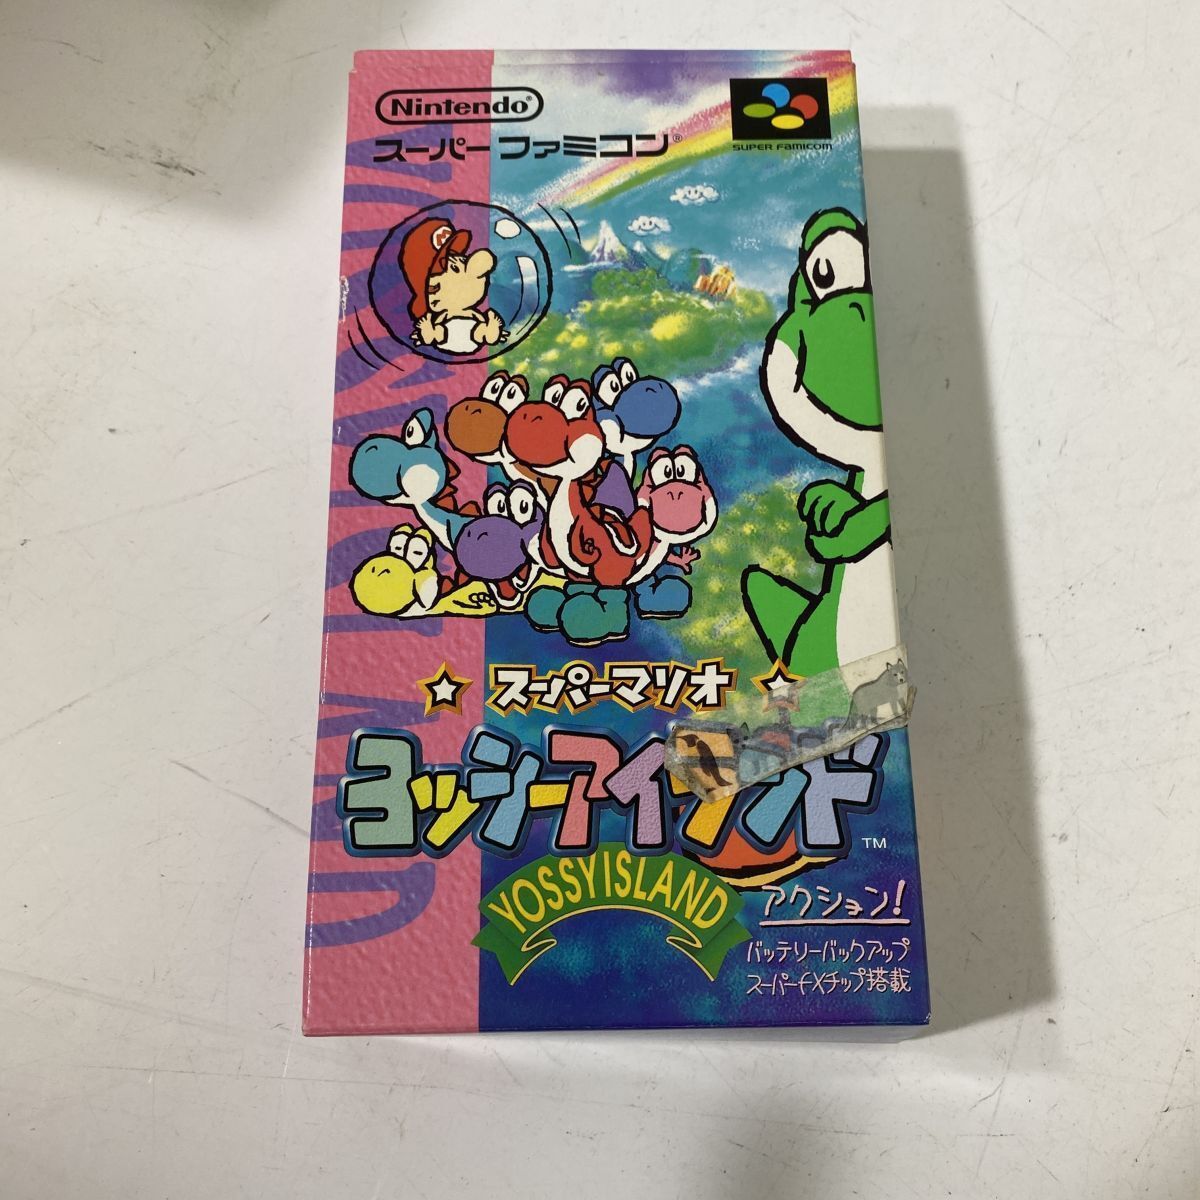 Nintendo®
スーパーファミコン®
SUPER FAMICOM
M
スーパーマリオ
ヨッシーアイランド™
YOSSYISLAND
アクション!
バッテリーバックアップ
スーパーFXチップ搭載